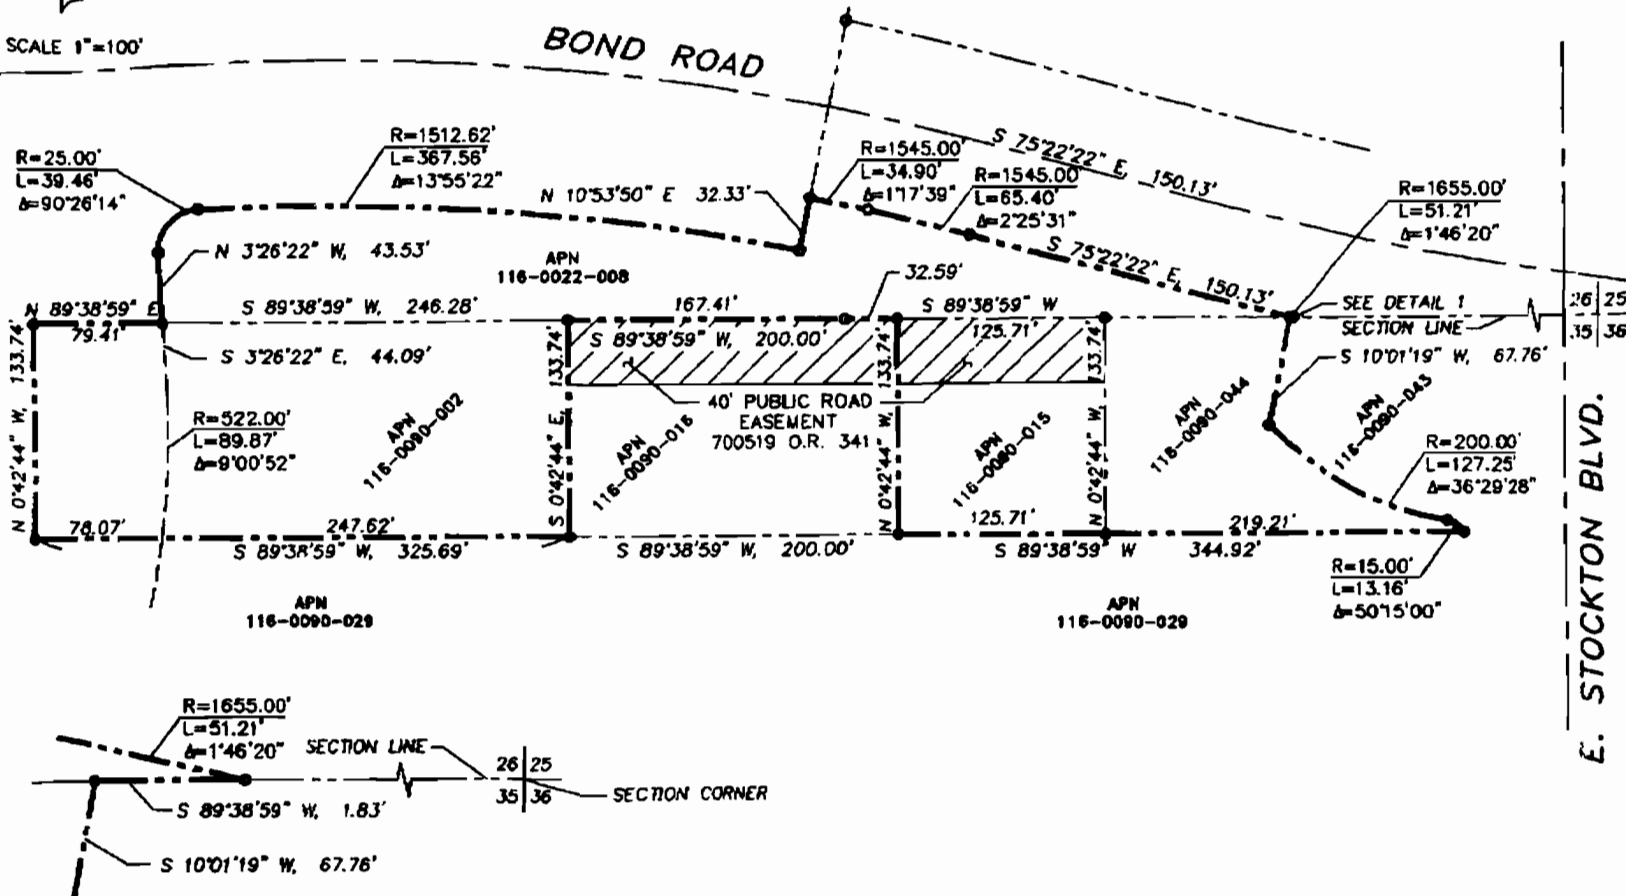 SCALE 1"=100'
BOND ROAD
R=25.00'
L=39.46'
Δ=90°26'14"
R=1512.62'
L=367.56'
Δ=13°55'22"
N 10°53'50" E 32.33'
R=1545.00'
L=34.90'
Δ=1°17'39"
R=1545.00'
L=65.40'
Δ=2°25'31"
S 75°22'22" E, 150.13'
R=1655.00'
L=51.21'
Δ=1°46'20"
N 3°26'22" W, 43.53'
APN
116-0022-008
32.59'
S 75°22'22" E, 150.13'
SEE DETAIL 1
SECTION LINE
26 25
35 36
N 89°38'59" E
79.41'
S 89°38'59" W, 246.28'
167.41'
S 89°38'59" W, 200.00'
S 89°38'59" W
125.71'
S 10°01'19" W, 67.76'
N 0°42'44" W, 133.74'
S 3°26'22" E, 44.09'
R=522.00'
L=89.87'
Δ=9°00'52"
APN
116-0090-002
S 0°42'44" E, 133.74'
APN
116-0090-016
40' PUBLIC ROAD
EASEMENT
700519 O.R. 341
N 0°42'44" W, 133.74'
APN
116-0090-015
N 0°42'44" W, 133.74'
APN
116-0090-044
APN
116-0090-043
R=200.00'
L=127.25'
Δ=36°29'28"
78.07'
247.62'
S 89°38'59" W, 325.69'
S 89°38'59" W, 200.00'
125.71'
S 89°38'59" W 344.92'
219.21'
R=15.00'
L=13.16'
Δ=50°15'00"
E. STOCKTON BLVD.
APN
116-0090-029
APN
116-0090-029
R=1655.00'
L=51.21'
Δ=1°46'20"
SECTION LINE
26 25
35 36
SECTION CORNER
S 89°38'59" W, 1.83'
S 10°01'19" W, 67.76'